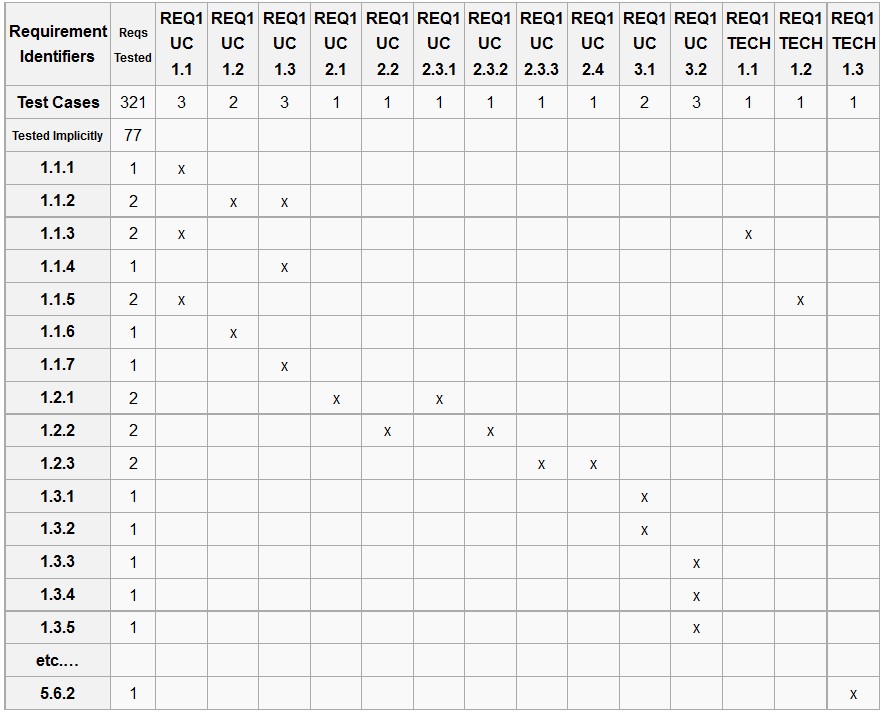 Requirement Identifiers Reqs Tested REQ1 UC 1.1 REQ1 UC 1.2 REQ1 UC 1.3 REQ1 UC 2.1 REQ1 UC 2.2 REQ1 UC 2.3.1 REQ1 UC 2.3.2 REQ1 UC 2.3.3 REQ1 UC 2.4 REQ1 UC 3.1 REQ1 UC 3.2 REQ1 TECH 1.1 REQ1 TECH 1.2 REQ1 TECH 1.3
Test Cases 321 3 2 3 1 1 1 1 1 1 2 3 1 1 1
Tested Implicitly 77
1.1.1 1 x
1.1.2 2 x x
1.1.3 2 x x
1.1.4 1 x
1.1.5 2 x x
1.1.6 1 x
1.1.7 1 x
1.2.1 2 x x
1.2.2 2 x x
1.2.3 2 x x
1.3.1 1 x
1.3.2 1 x
1.3.3 1 x
1.3.4 1 x
1.3.5 1 x
etc....
5.6.2 1 x